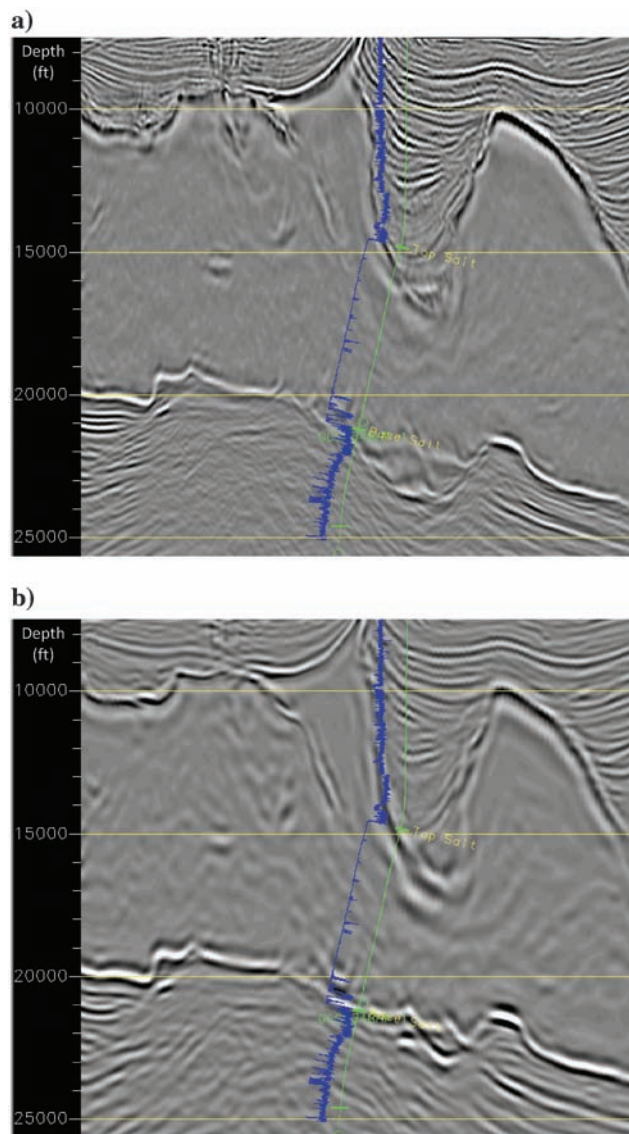 a)
Depth
(ft)
10000
15000
Top Salt
20000
Base Salt
25000
b)
Depth
(ft)
10000
15000
Top Salt
20000
25000